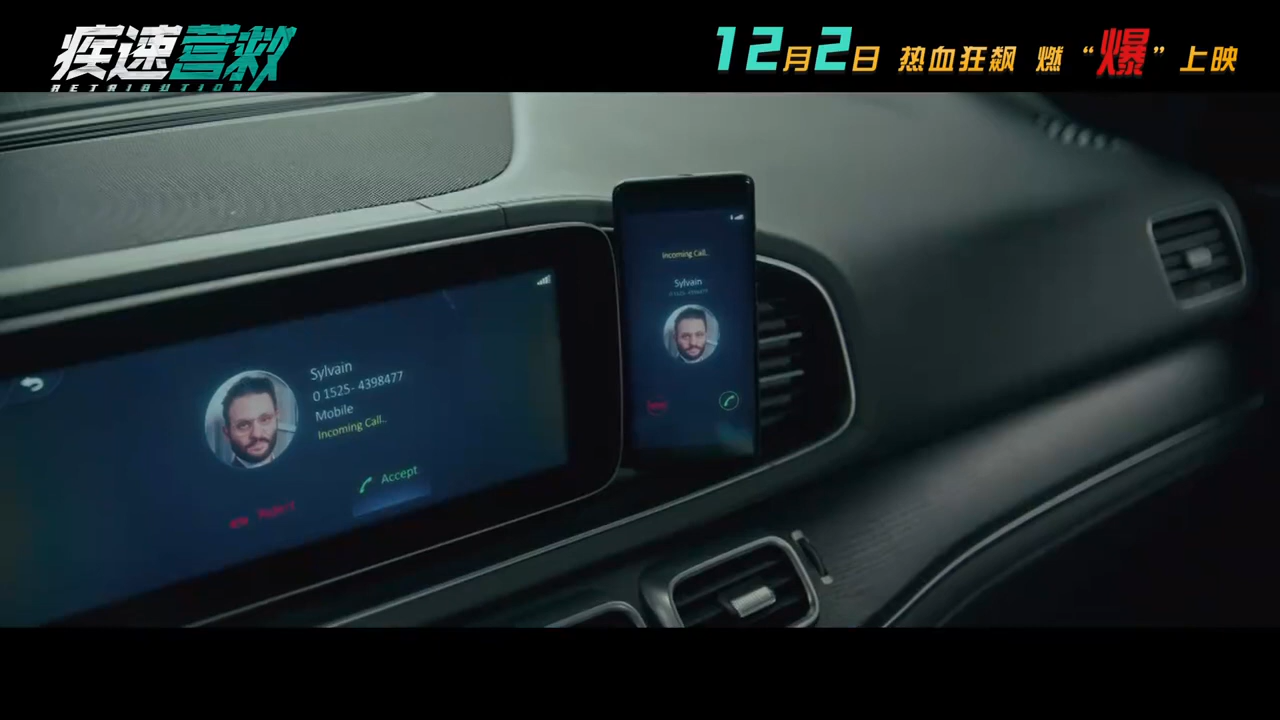 疾速营救
RETRIBUTION
12月2日 热血狂飙 燃“爆”上映
Sylvain
0 1525- 4398477
Mobile
Incoming Call..
Reject
Accept
Incoming Call..
Sylvain